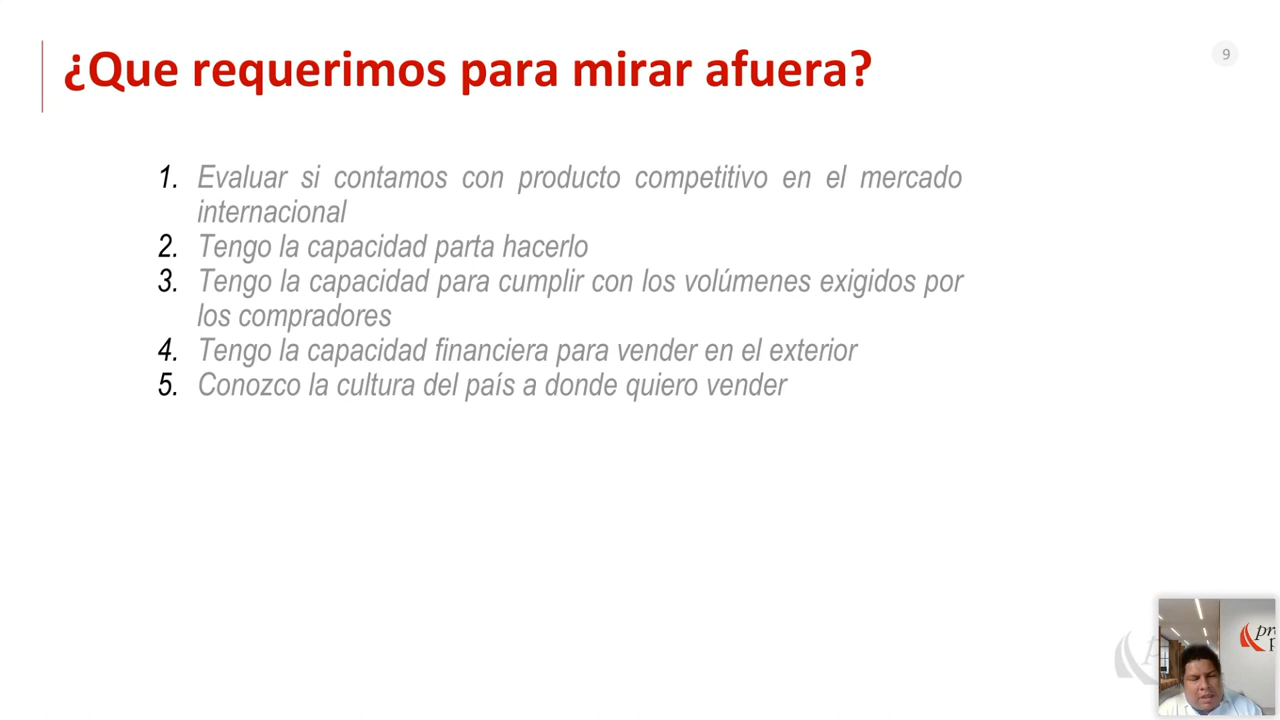 ¿Que requerimos para mirar afuera?
9
1. Evaluar si contamos con producto competitivo en el mercado
internacional
2. Tengo la capacidad parta hacerlo
3. Tengo la capacidad para cumplir con los volúmenes exigidos por
los compradores
4. Tengo la capacidad financiera para vender en el exterior
5. Conozco la cultura del país a donde quiero vender